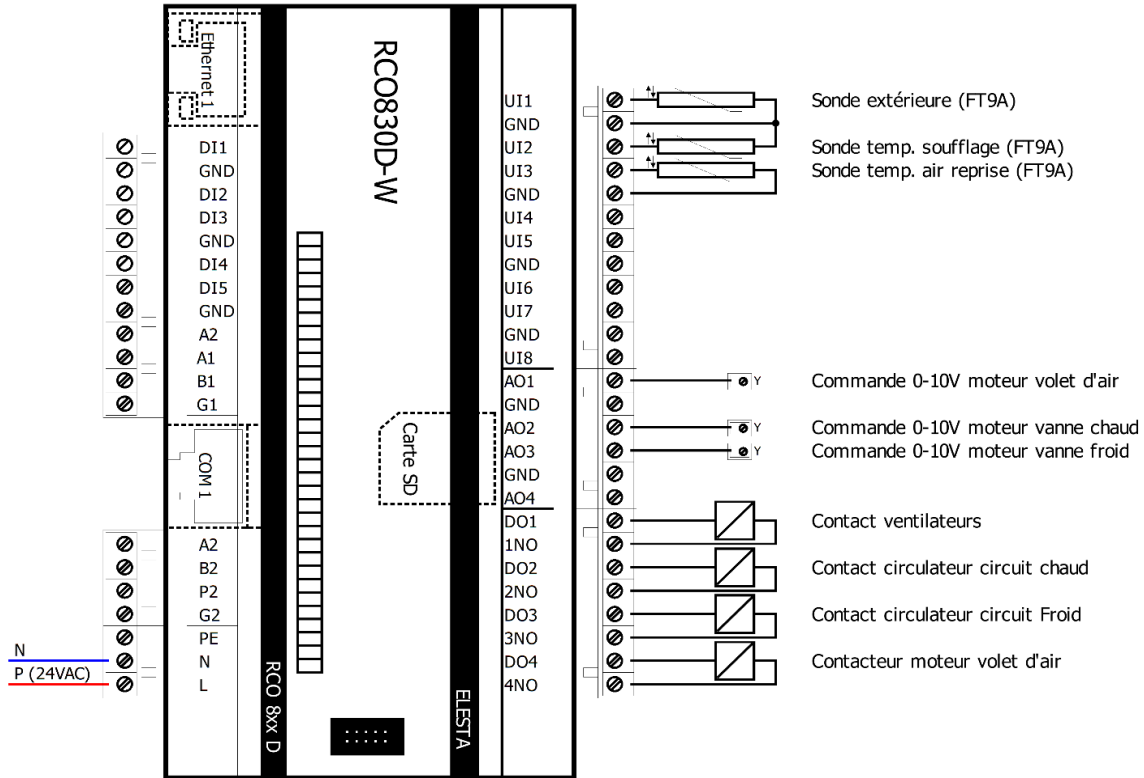 Ethernet 1
RCO830D-W
DI1
GND
DI2
DI3
GND
DI4
DI5
GND
A2
A1
B1
G1
COM 1
A2
B2
P2
G2
PE
N
L
N
P (24VAC)
RCO 8xx D
Carte SD
ELESTA
UI1
GND
UI2
UI3
GND
UI4
UI5
GND
UI6
UI7
GND
UI8
AO1
GND
AO2
AO3
GND
AO4
DO1
1NO
DO2
2NO
DO3
3NO
DO4
4NO
Y
Y
Y
Sonde extérieure (FT9A)
Sonde temp. soufflage (FT9A)
Sonde temp. air reprise (FT9A)
Commande 0-10V moteur volet d'air
Commande 0-10V moteur vanne chaud
Commande 0-10V moteur vanne froid
Contact ventilateurs
Contact circulateur circuit chaud
Contact circulateur circuit Froid
Contacteur moteur volet d'air